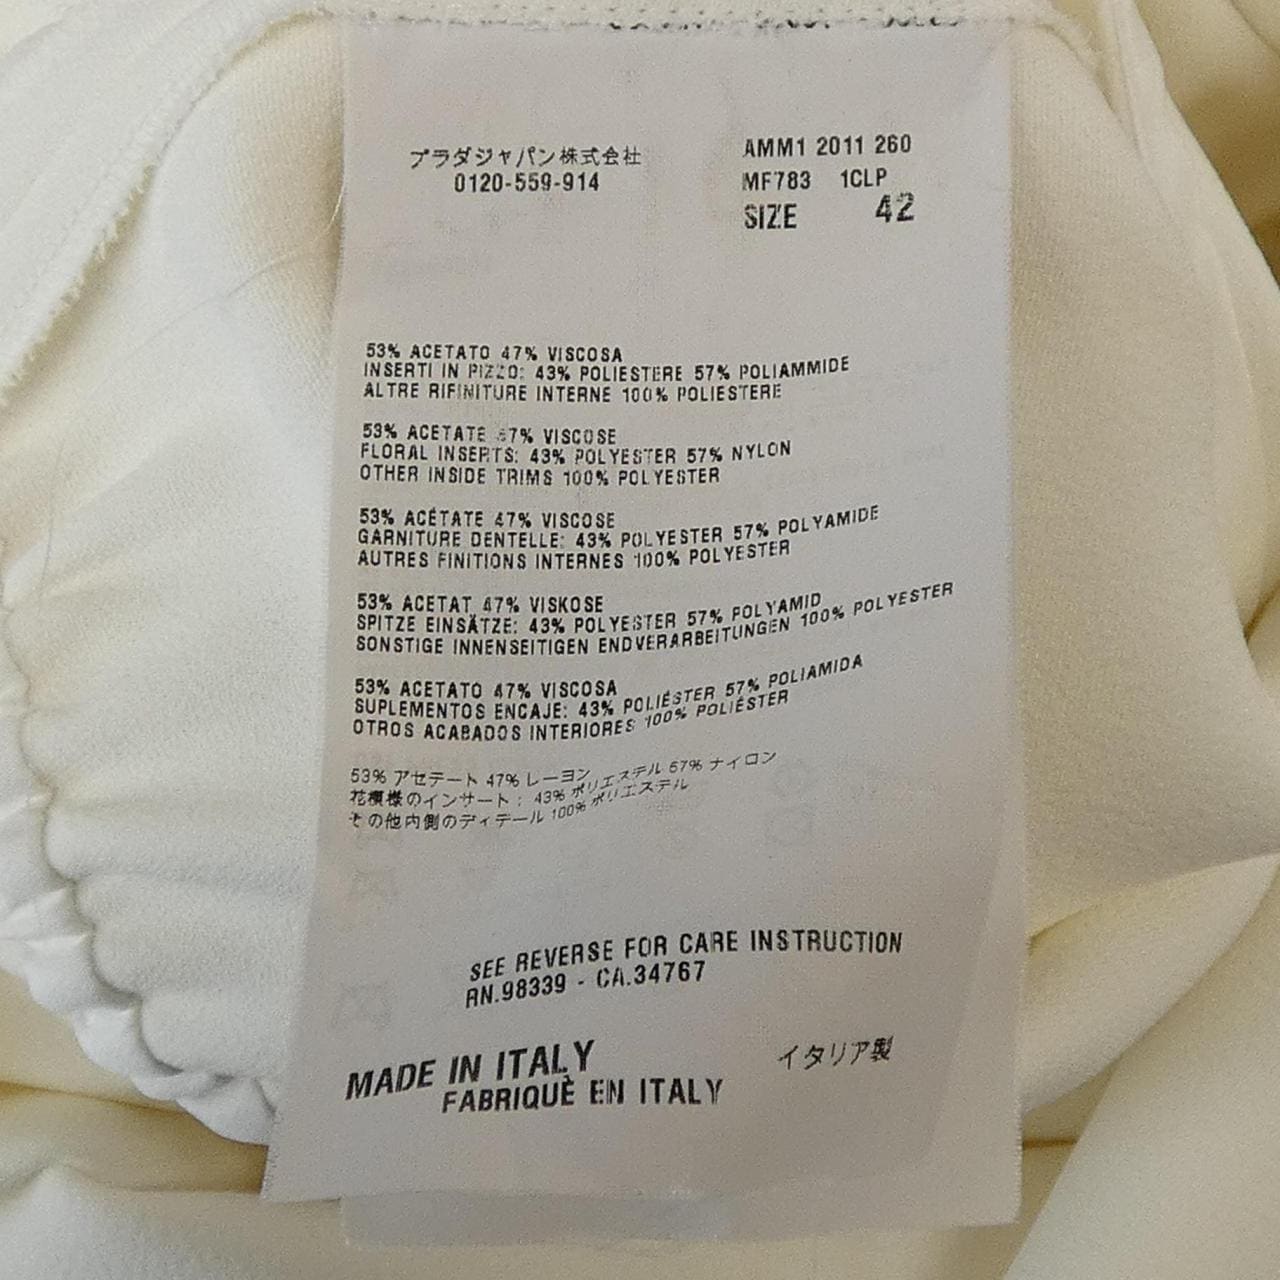 プラダジャパン株式会社
0120-559-914
AMM1 2011 260
MF783 1CLP
SIZE 42
53% ACETATO 47% VISCOSA
INSERTI IN PIZZO: 43% POLIESTERE 57% POLIAMMIDE
ALTRE RIFINITURE INTERNE 100% POLIESTERE
53% ACETATE 47% VISCOSE
FLORAL INSERTS: 43% POLYESTER 57% NYLON
OTHER INSIDE TRIMS 100% POLYESTER
53% ACÉTATE 47% VISCOSE
GARNITURE DENTELLE: 43% POLYESTER 57% POLYAMIDE
AUTRES FINITIONS INTERNES 100% POLYESTER
53% ACETAT 47% VISKOSE
SPITZE EINSÄTZE: 43% POLYESTER 57% POLYAMID
SONSTIGE INNENSEITIGEN ENDVERARBEITUNGEN 100% POLYESTER
53% ACETATO 47% VISCOSA
SUPLEMENTOS ENCAJE: 43% POLIÉSTER 57% POLIAMIDA
OTROS ACABADOS INTERIORES 100% POLIÉSTER
53% アセテート 47% レーヨン
花模様のインサート： 43% ポリエステル 57% ナイロン
その他内側のディテール 100% ポリエステル
SEE REVERSE FOR CARE INSTRUCTION
RN.98339 - CA.34767
MADE IN ITALY
FABRIQUÈ EN ITALY
イタリア製